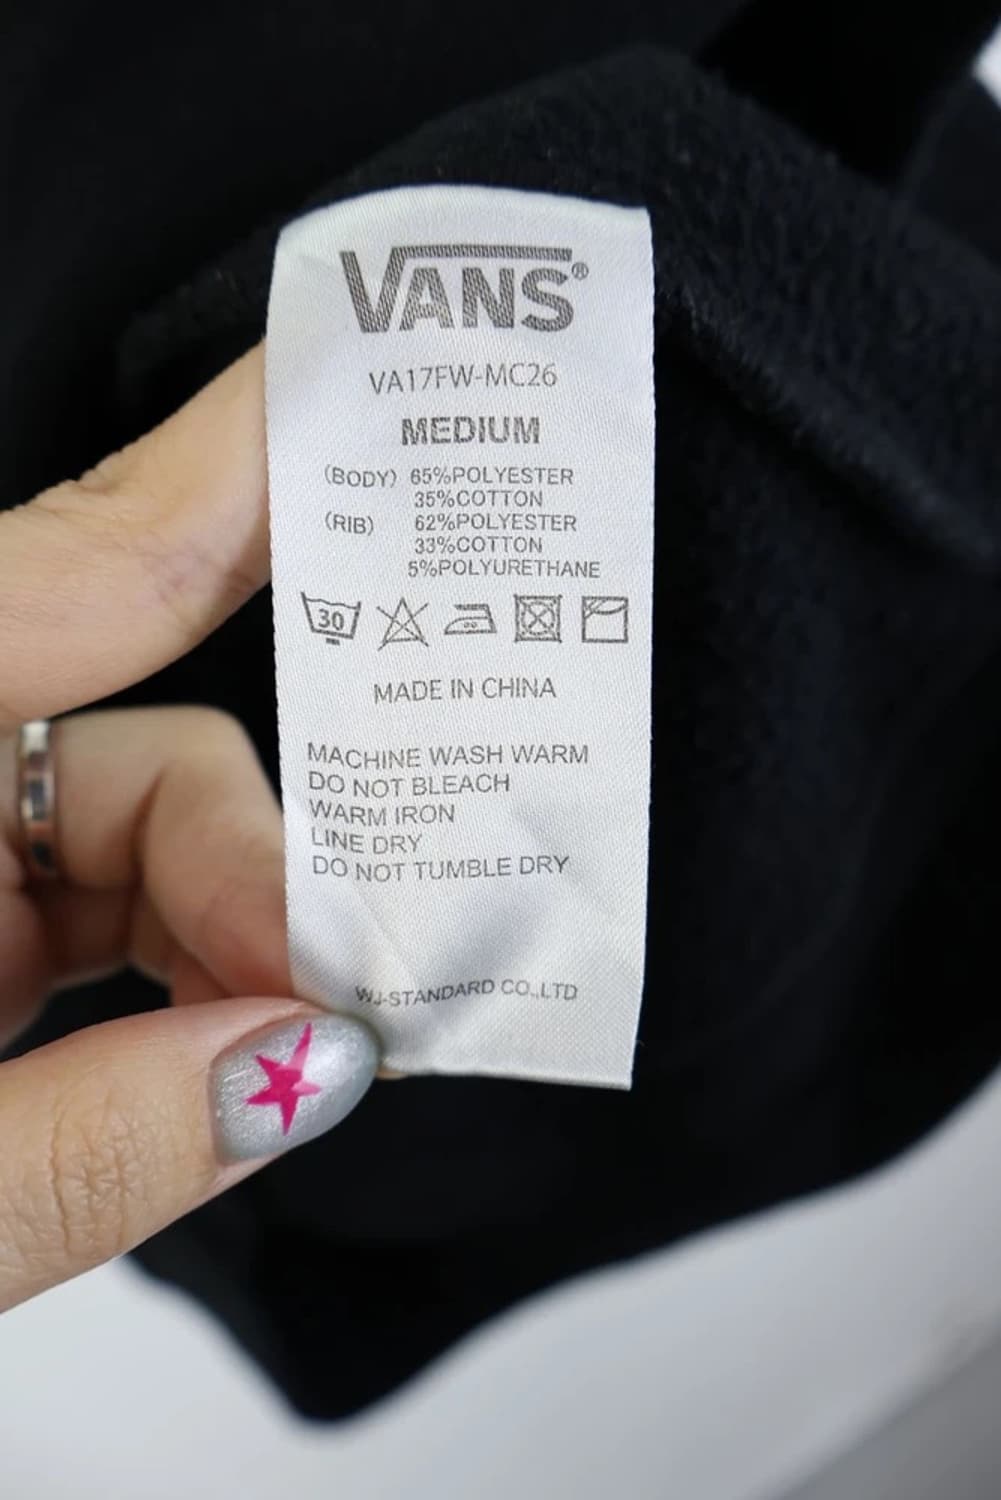 VANS®
VA17FW-MC26
MEDIUM
(BODY) 65%POLYESTER
35%COTTON
(RIB) 62%POLYESTER
33%COTTON
5%POLYURETHANE
30
MADE IN CHINA
MACHINE WASH WARM
DO NOT BLEACH
WARM IRON
LINE DRY
DO NOT TUMBLE DRY
WJ-STANDARD CO.,LTD